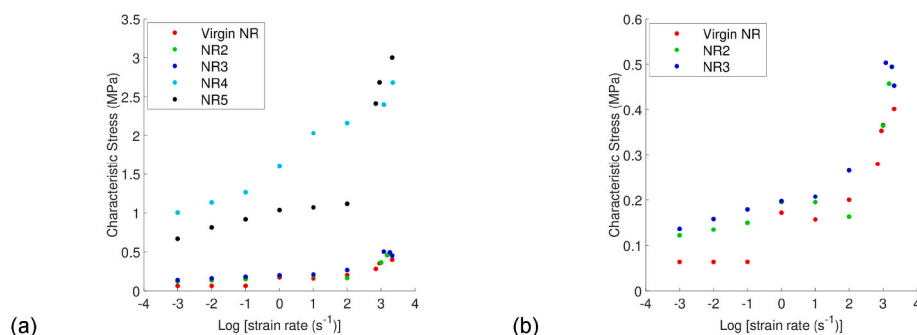 3.5
3
2.5
2
1.5
1
0.5
0
-4 -3 -2 -1 0 1 2 3 4
Characteristic Stress (MPa)
Log [strain rate (s⁻¹)]
Virgin NR
NR2
NR3
NR4
NR5
(a)
0.6
0.5
0.4
0.3
0.2
0.1
0
-4 -3 -2 -1 0 1 2 3 4
Characteristic Stress (MPa)
Log [strain rate (s⁻¹)]
Virgin NR
NR2
NR3
(b)